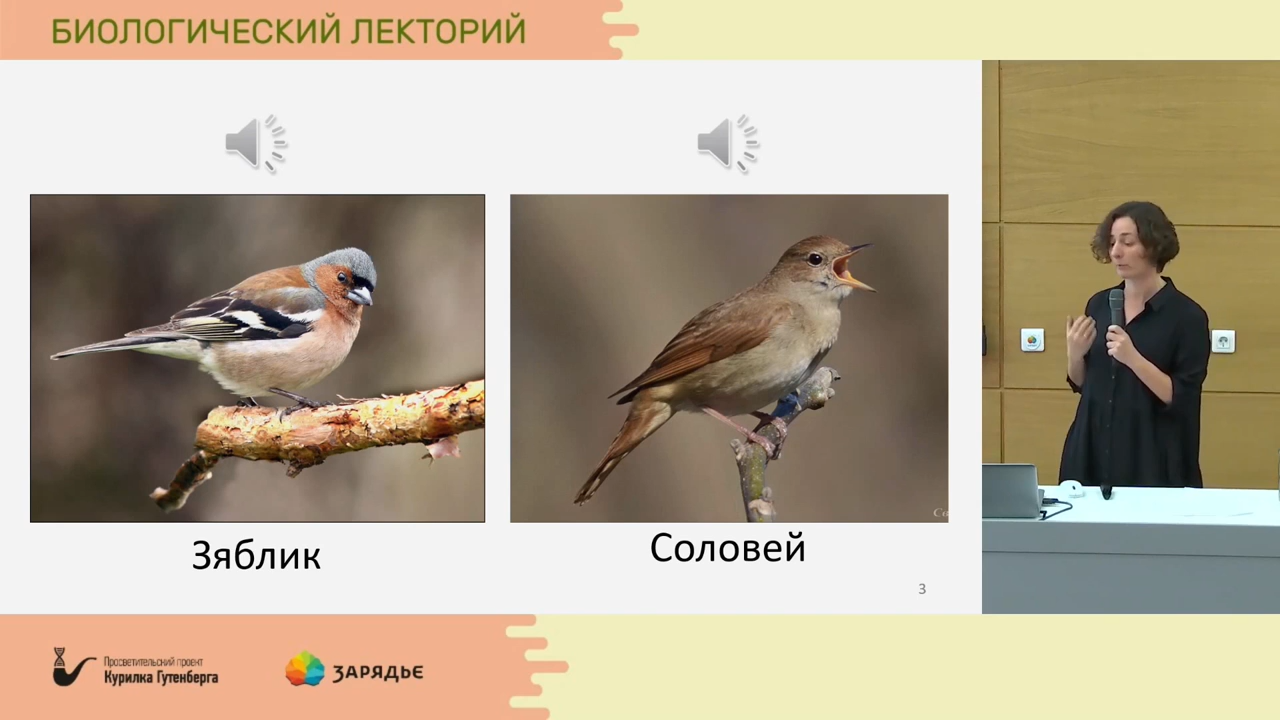 БИОЛОГИЧЕСКИЙ ЛЕКТОРИЙ
Зяблик
Соловей
3
Просветительский проект
Курилка Гутенберга
ЗАРЯДЬЕ